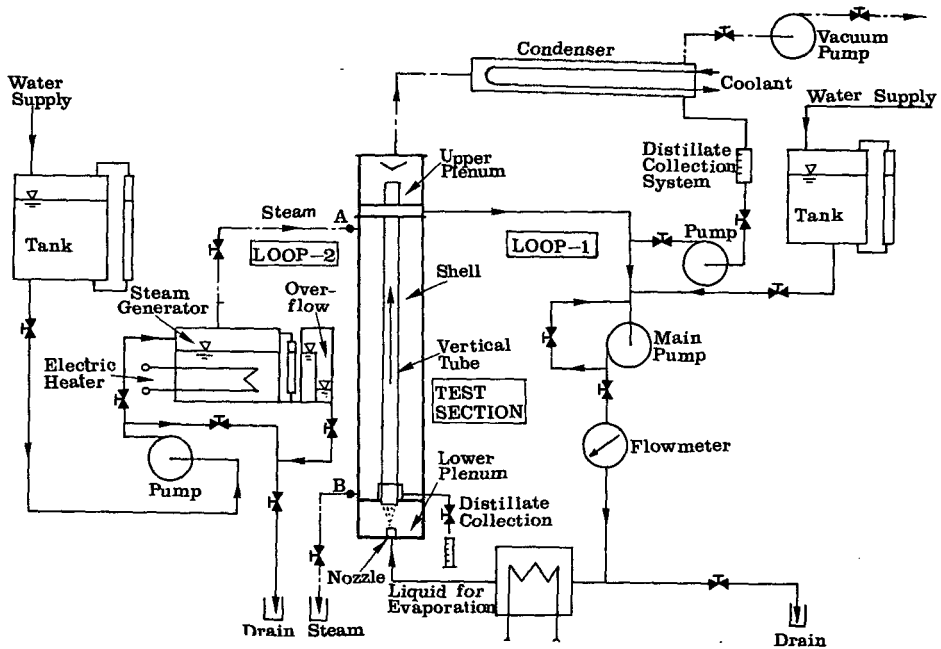 Vacuum
Pump
Condenser
Coolant
Water
Supply
Water Supply
Distillate
Collection
System
Upper
Plenum
Tank
Tank
Steam
A
LOOP-2
LOOP-1
Pump
Shell
Steam
Generator
Over-
flow
Main
Pump
Vertical
Tube
Electric
Heater
TEST
SECTION
Flowmeter
Lower
Plenum
Pump
B
Distillate
Collection
Nozzle
Liquid for
Evaporation
Drain
Steam
Drain